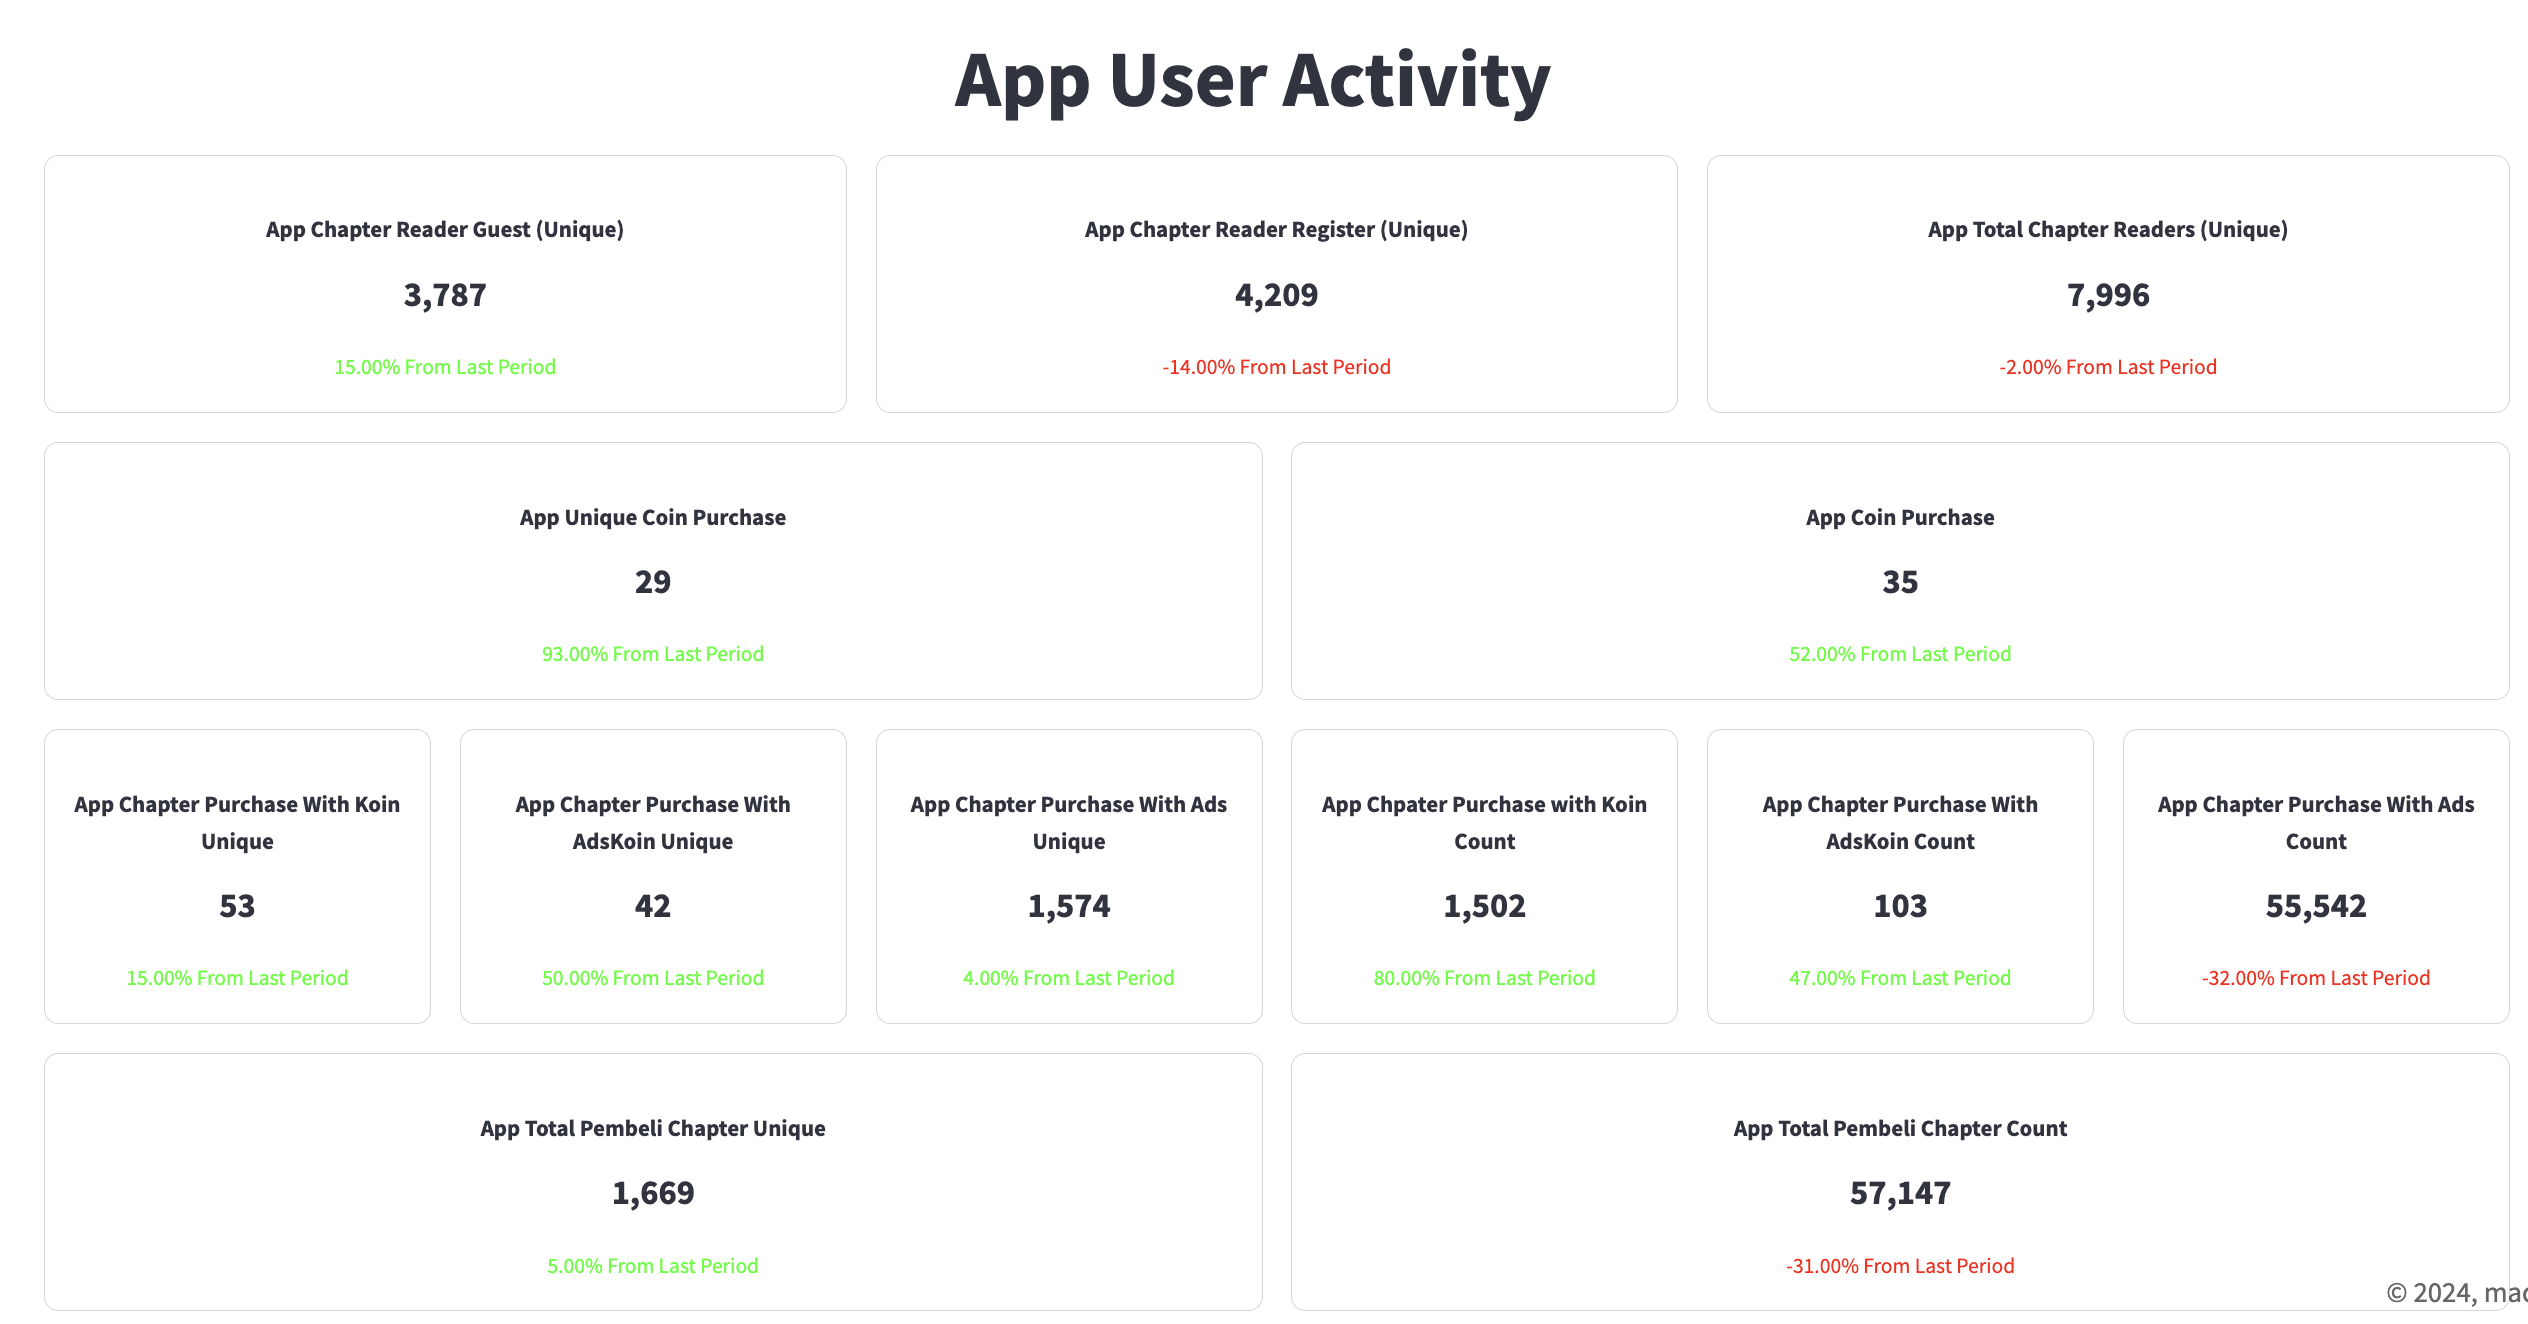 App User Activity
App Chapter Reader Guest (Unique)
3,787
15.00% From Last Period
App Chapter Reader Register (Unique)
4,209
-14.00% From Last Period
App Total Chapter Readers (Unique)
7,996
-2.00% From Last Period
App Unique Coin Purchase
29
93.00% From Last Period
App Coin Purchase
35
52.00% From Last Period
App Chapter Purchase With Koin
Unique
53
15.00% From Last Period
App Chapter Purchase With
AdsKoin Unique
42
50.00% From Last Period
App Chapter Purchase With Ads
Unique
1,574
4.00% From Last Period
App Chpater Purchase with Koin
Count
1,502
80.00% From Last Period
App Chapter Purchase With
AdsKoin Count
103
47.00% From Last Period
App Chapter Purchase With Ads
Count
55,542
-32.00% From Last Period
App Total Pembeli Chapter Unique
1,669
5.00% From Last Period
App Total Pembeli Chapter Count
57,147
-31.00% From Last Period
© 2024,